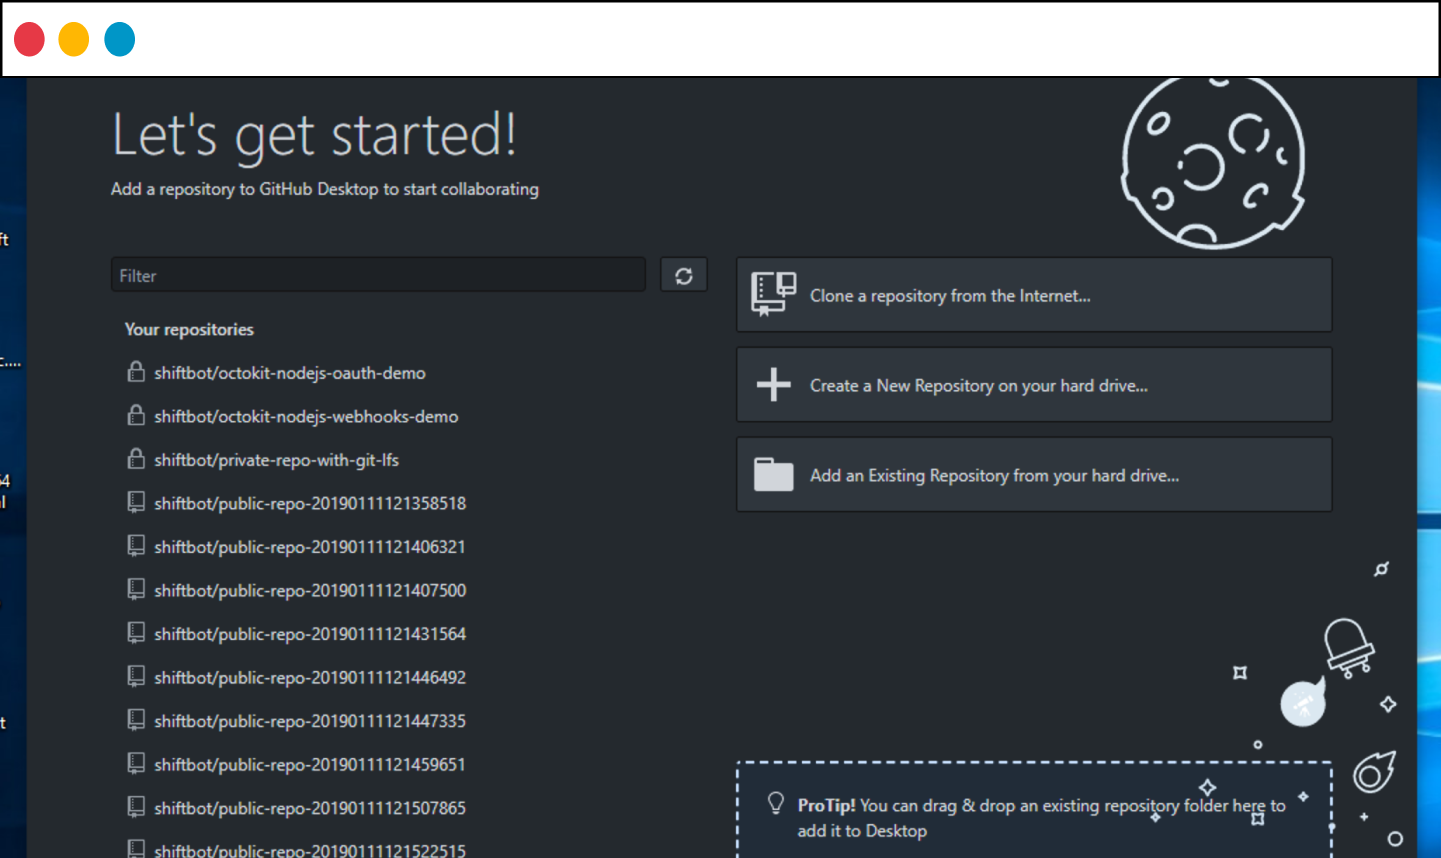 Let's get started!
Add a repository to GitHub Desktop to start collaborating
Filter
Your repositories
shiftbot/octokit-nodejs-oauth-demo
shiftbot/octokit-nodejs-webhooks-demo
shiftbot/private-repo-with-git-lfs
shiftbot/public-repo-20190111121358518
shiftbot/public-repo-20190111121406321
shiftbot/public-repo-20190111121407500
shiftbot/public-repo-20190111121431564
shiftbot/public-repo-20190111121446492
shiftbot/public-repo-20190111121447335
shiftbot/public-repo-20190111121459651
shiftbot/public-repo-20190111121507865
shiftbot/public-repo-20190111121522515
Clone a repository from the Internet...
Create a New Repository on your hard drive...
Add an Existing Repository from your hard drive...
ProTip! You can drag & drop an existing repository folder here to
add it to Desktop